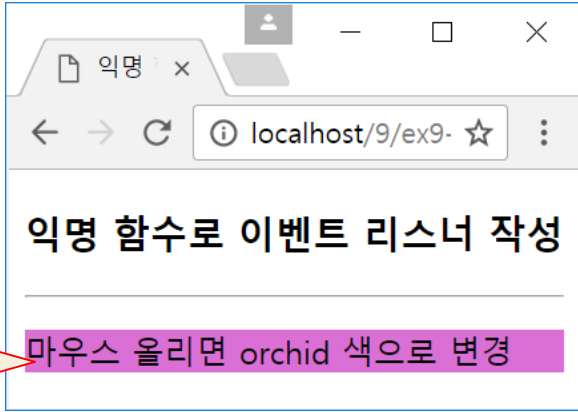 익명
localhost/9/ex9-
익명 함수로 이벤트 리스너 작성
마우스 올리면 orchid 색으로 변경